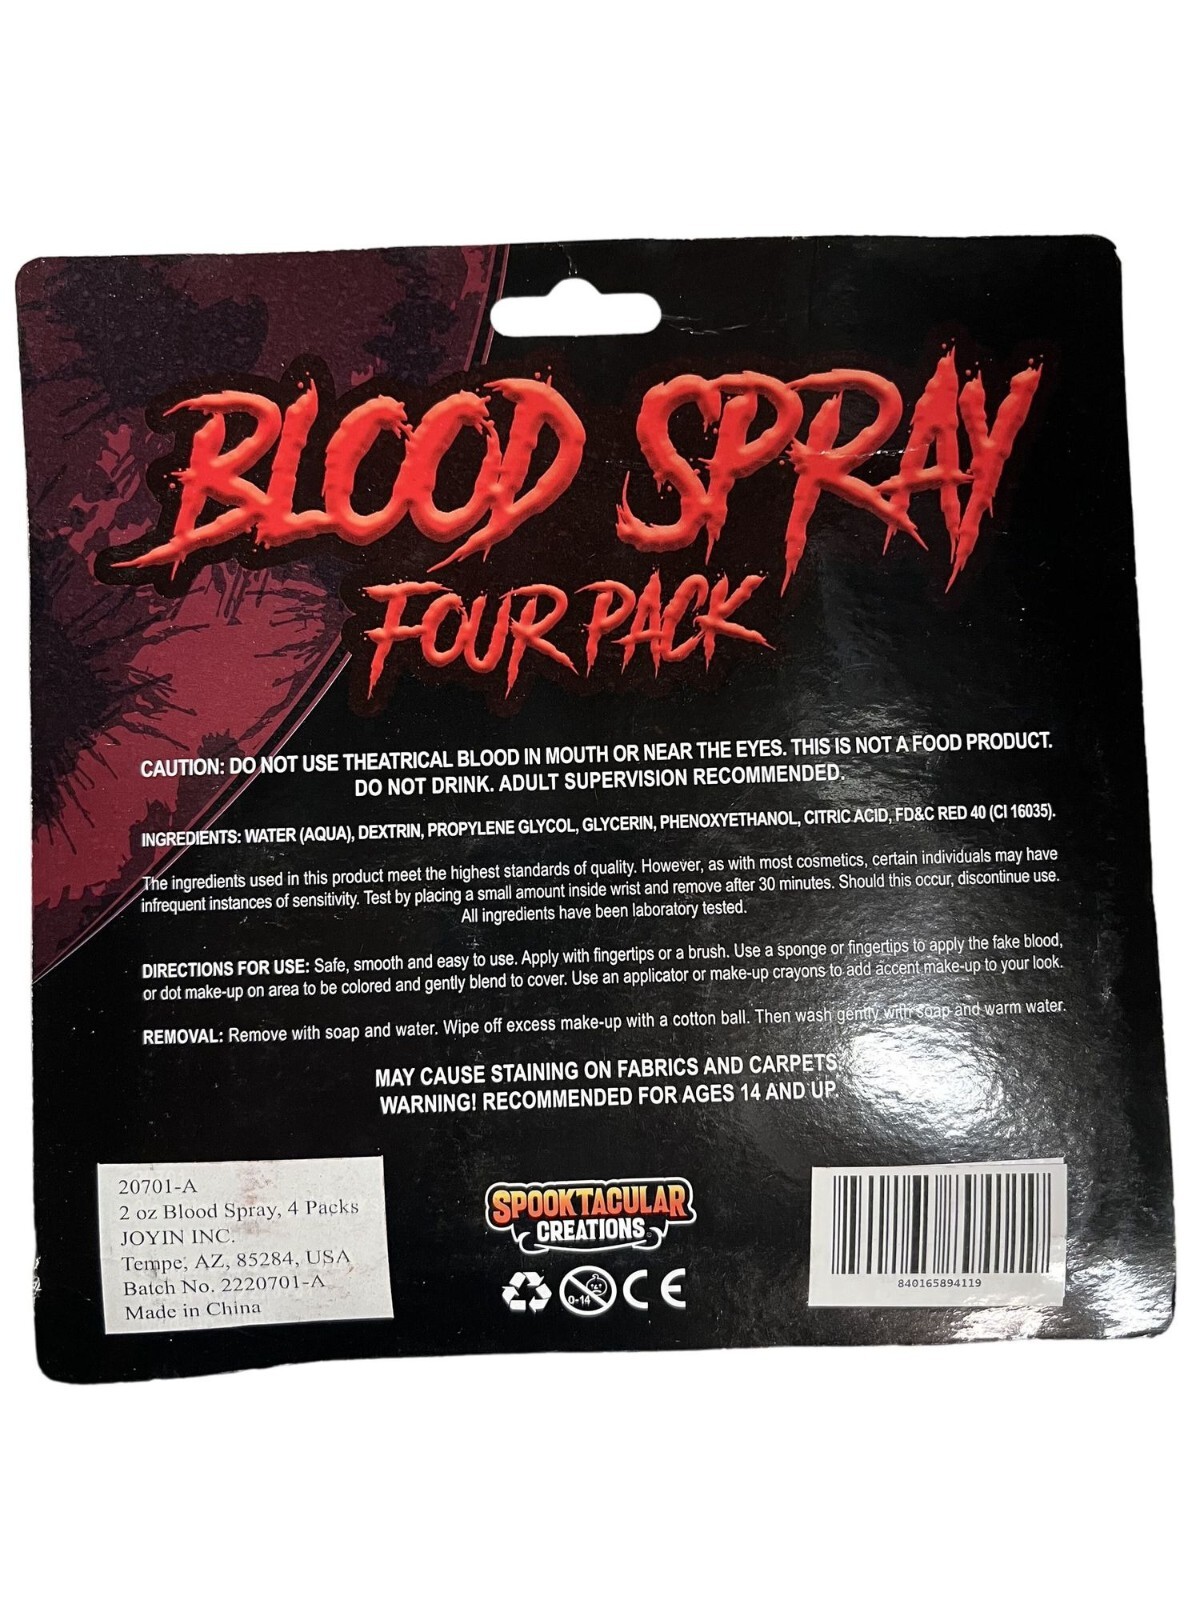 BLOOD SPRAY
FOUR PACK
CAUTION: DO NOT USE THEATRICAL BLOOD IN MOUTH OR NEAR THE EYES. THIS IS NOT A FOOD PRODUCT.
DO NOT DRINK. ADULT SUPERVISION RECOMMENDED.
INGREDIENTS: WATER (AQUA), DEXTRIN, PROPYLENE GLYCOL, GLYCERIN, PHENOXYETHANOL, CITRIC ACID, FD&C RED 40 (CI 16035).
The ingredients used in this product meet the highest standards of quality. However, as with most cosmetics, certain individuals may have
infrequent instances of sensitivity. Test by placing a small amount inside wrist and remove after 30 minutes. Should this occur, discontinue use.
All ingredients have been laboratory tested.
DIRECTIONS FOR USE: Safe, smooth and easy to use. Apply with fingertips or a brush. Use a sponge or fingertips to apply the fake blood,
or dot make-up on area to be colored and gently blend to cover. Use an applicator or make-up crayons to add accent make-up to your look.
REMOVAL: Remove with soap and water. Wipe off excess make-up with a cotton ball. Then wash gently with soap and warm water.
MAY CAUSE STAINING ON FABRICS AND CARPETS.
WARNING! RECOMMENDED FOR AGES 14 AND UP.
20701-A
2 oz Blood Spray, 4 Packs
JOYIN INC.
Tempe, AZ, 85284, USA
Batch No. 2220701-A
Made in China
SPOOKTACULAR
CREATIONS
0-14
CE
840165894119